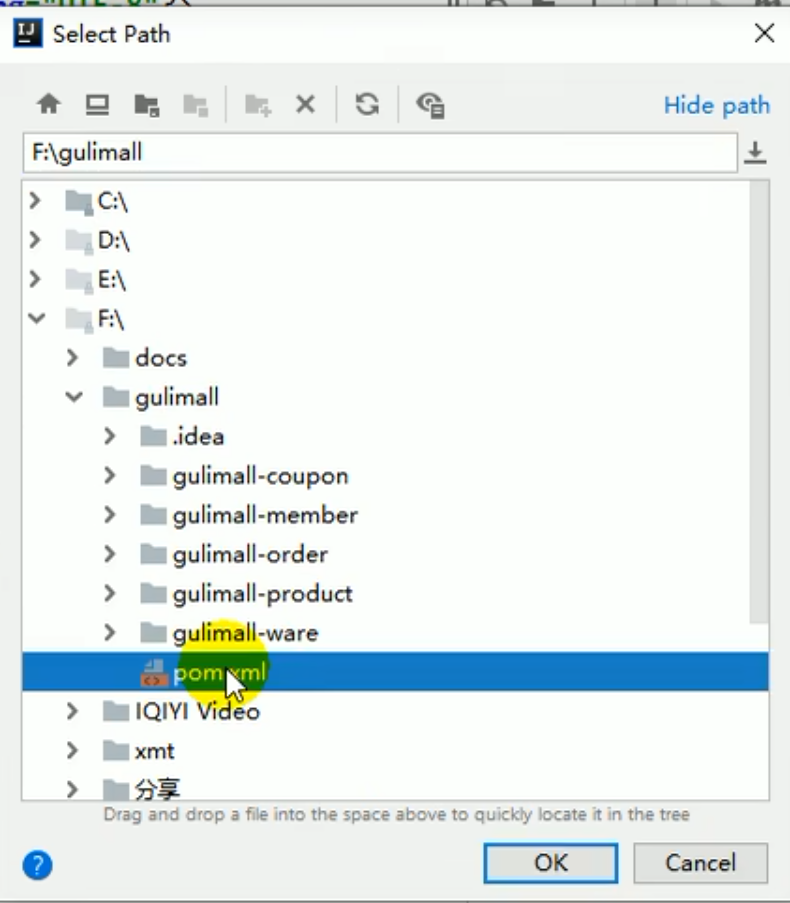 Select Path
Hide path
F:\gulimall
C:\
D:\
E:\
F:\
docs
gulimall
.idea
gulimall-coupon
gulimall-member
gulimall-order
gulimall-product
gulimall-ware
pom.xml
IQIYI Video
xmt
分享
Drag and drop a file into the space above to quickly locate it in the tree
?
OK
Cancel